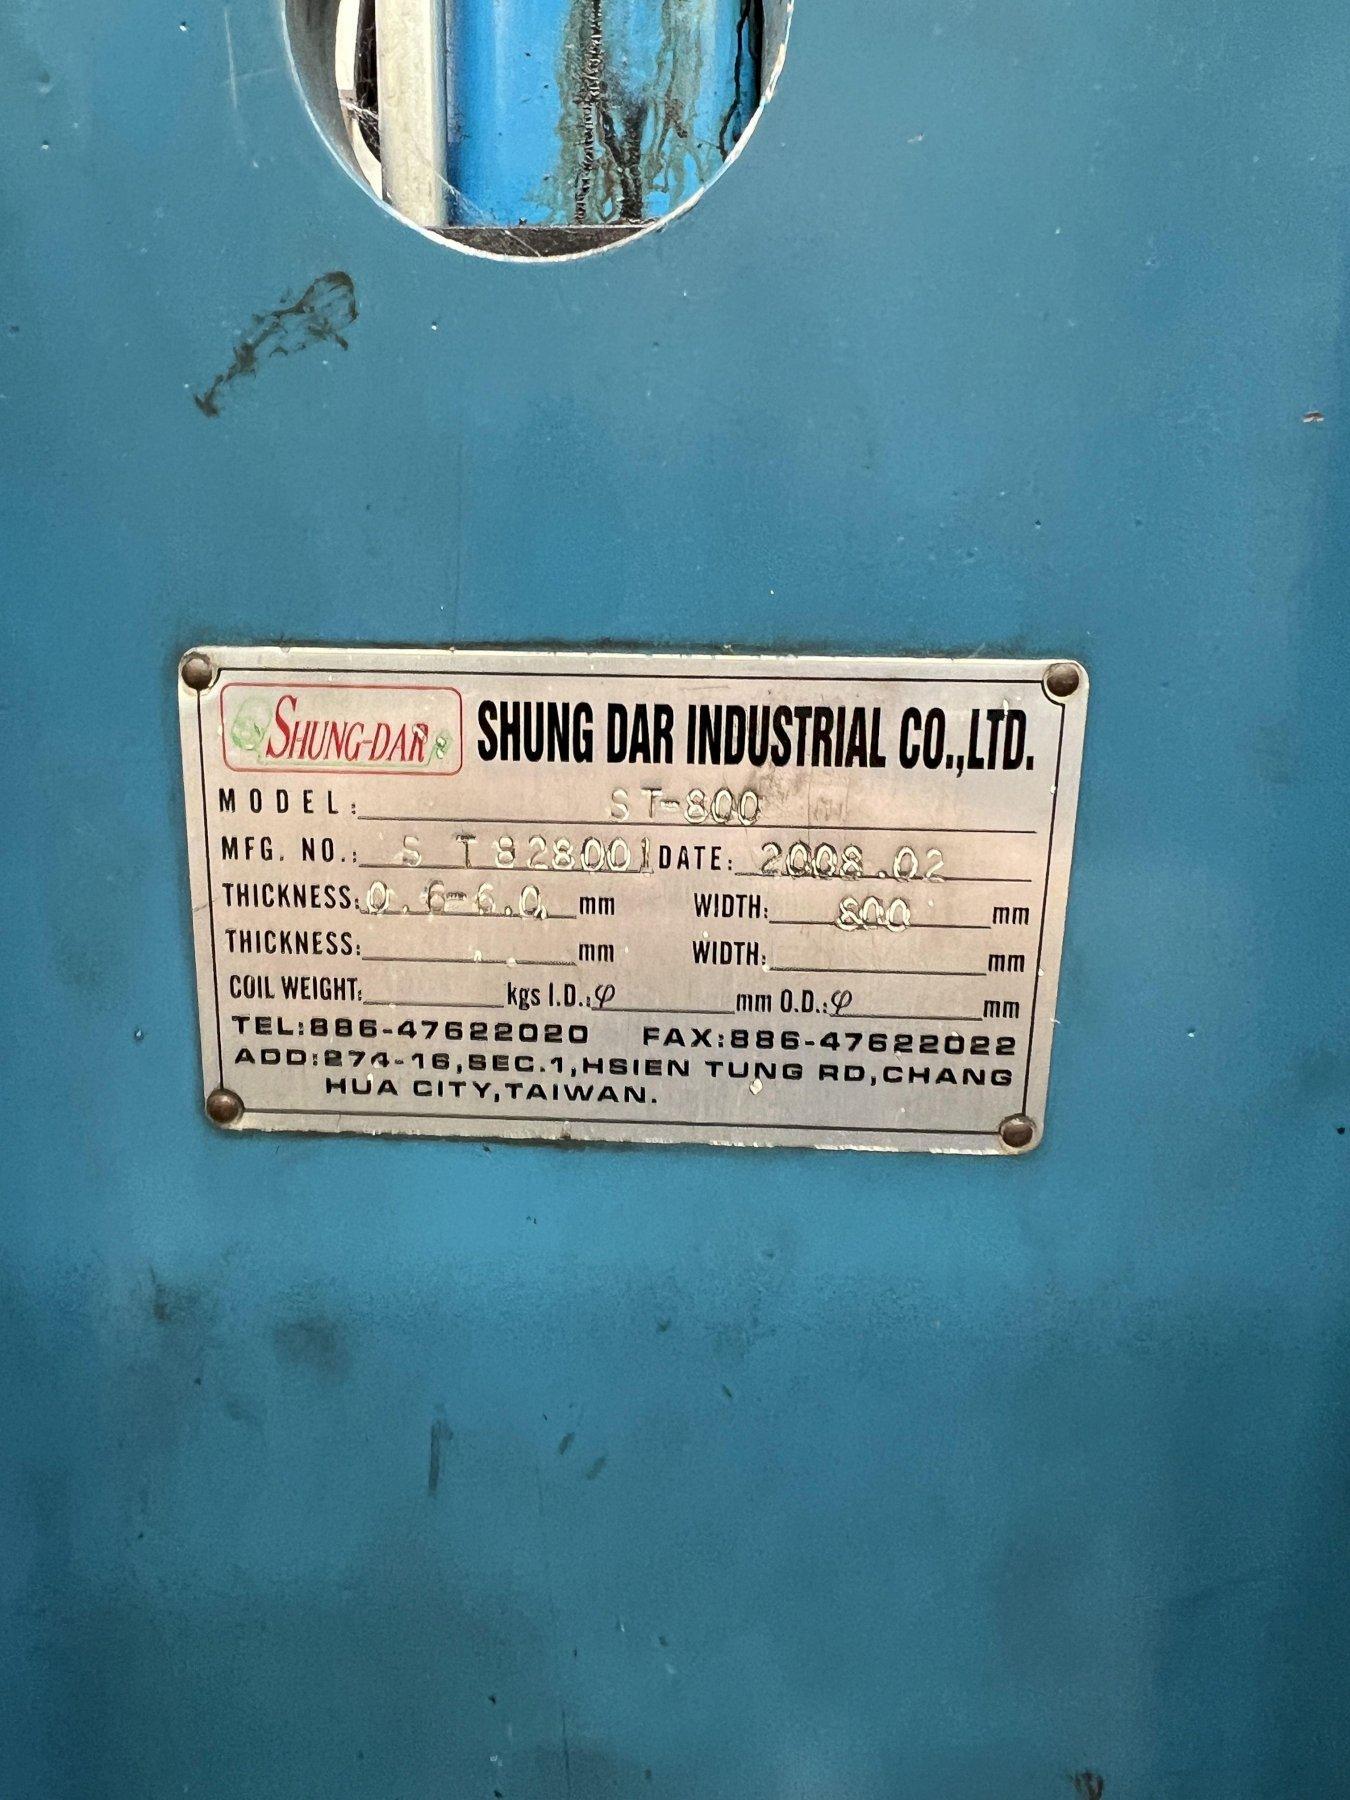 SHUNG-DAR SHUNG DAR INDUSTRIAL CO.,LTD.
MODEL: ST-800
MFG. NO.: S T828001 DATE: 2008.02
THICKNESS: 0.6-6.0 mm WIDTH: 800 mm
THICKNESS: mm WIDTH: mm
COIL WEIGHT: kgs I.D.:φ mm O.D.:φ mm
TEL:886-47622020 FAX:886-47622022
ADD:274-16,SEC.1,HSIEN TUNG RD,CHANG
HUA CITY,TAIWAN.